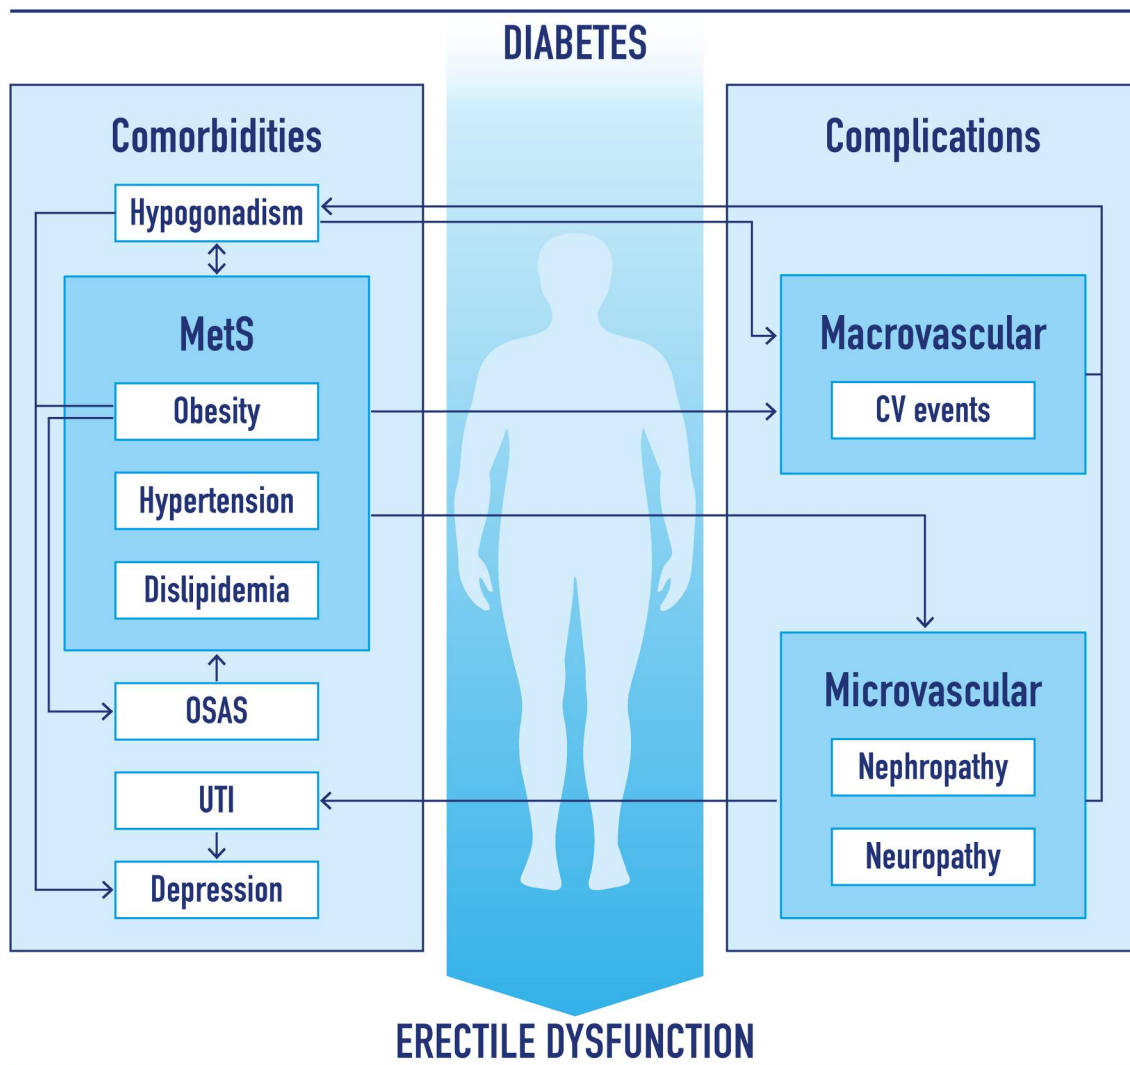 DIABETES
Comorbidities
Hypogonadism
MetS
Obesity
Hypertension
Dislipidemia
OSAS
UTI
Depression
Complications
Macrovascular
CV events
Microvascular
Nephropathy
Neuropathy
ERECTILE DYSFUNCTION